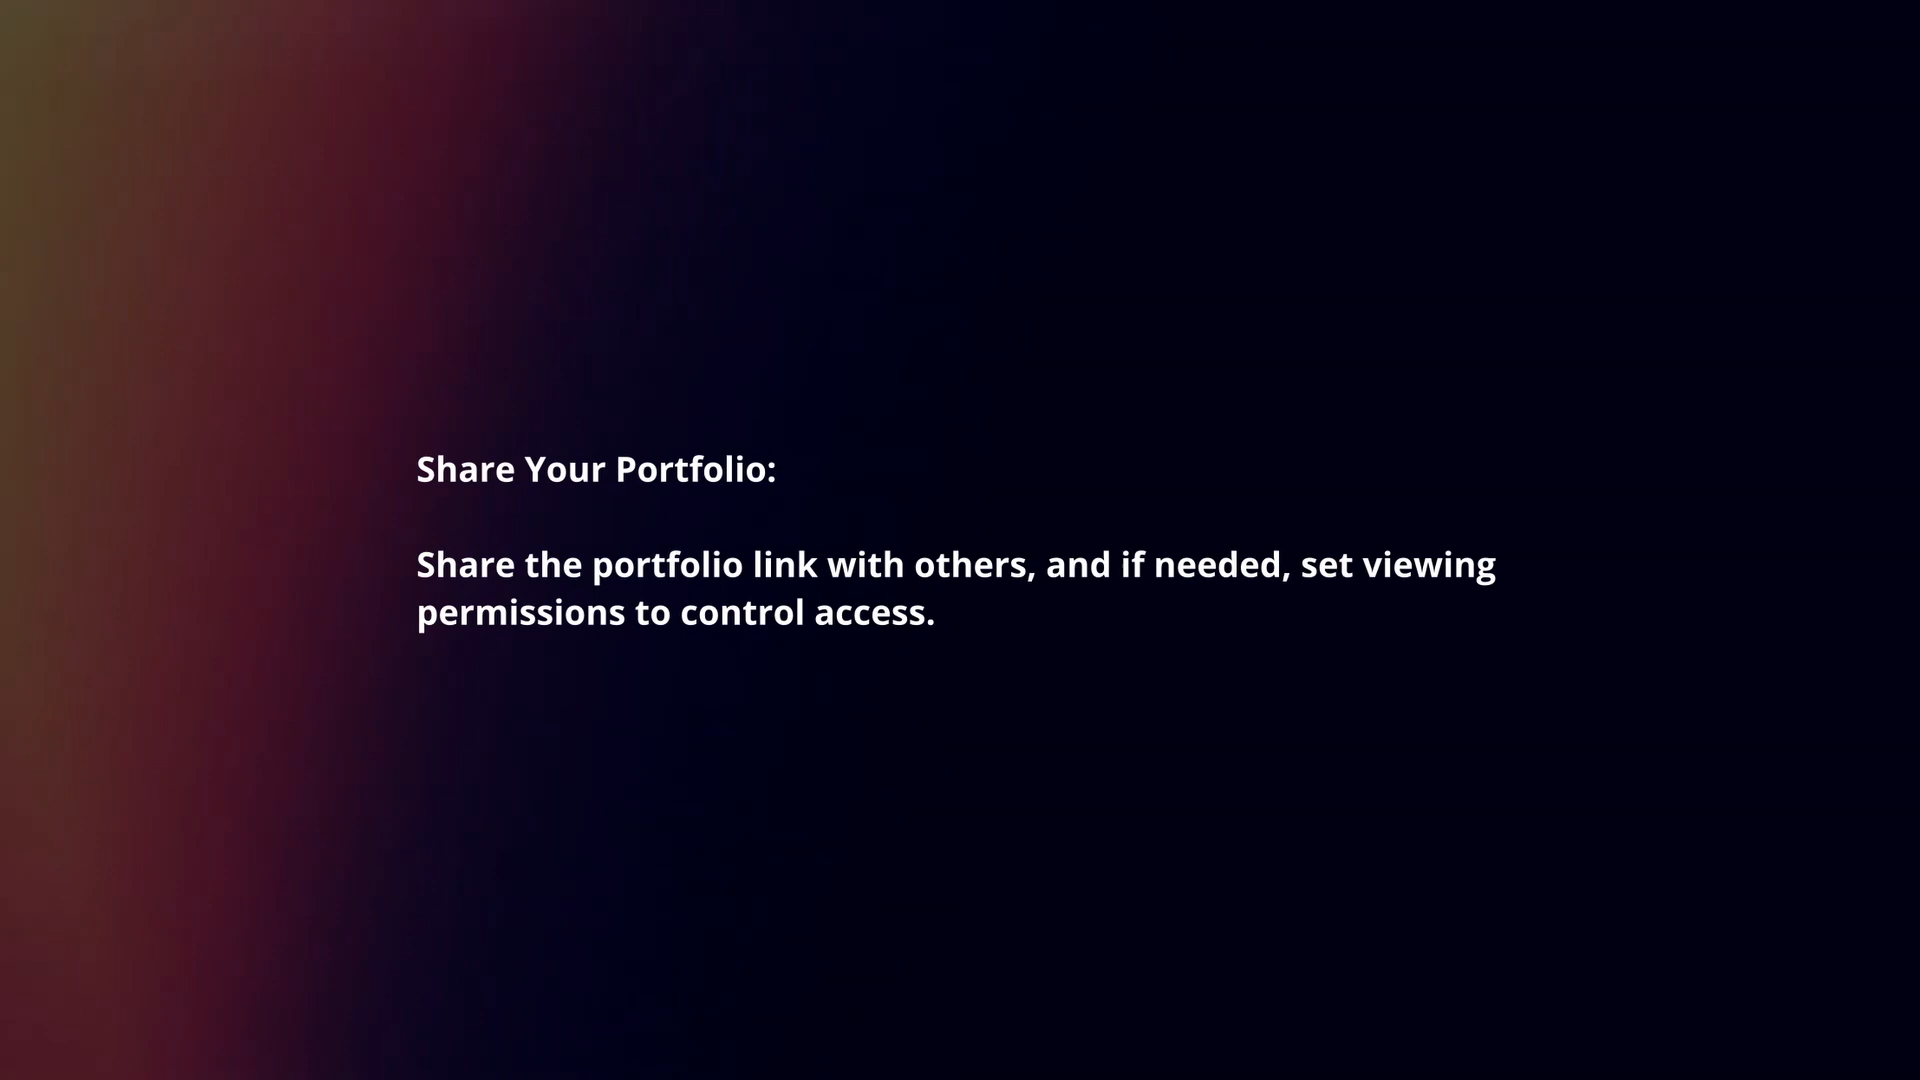 Share Your Portfolio:
Share the portfolio link with others, and if needed, set viewing
permissions to control access.